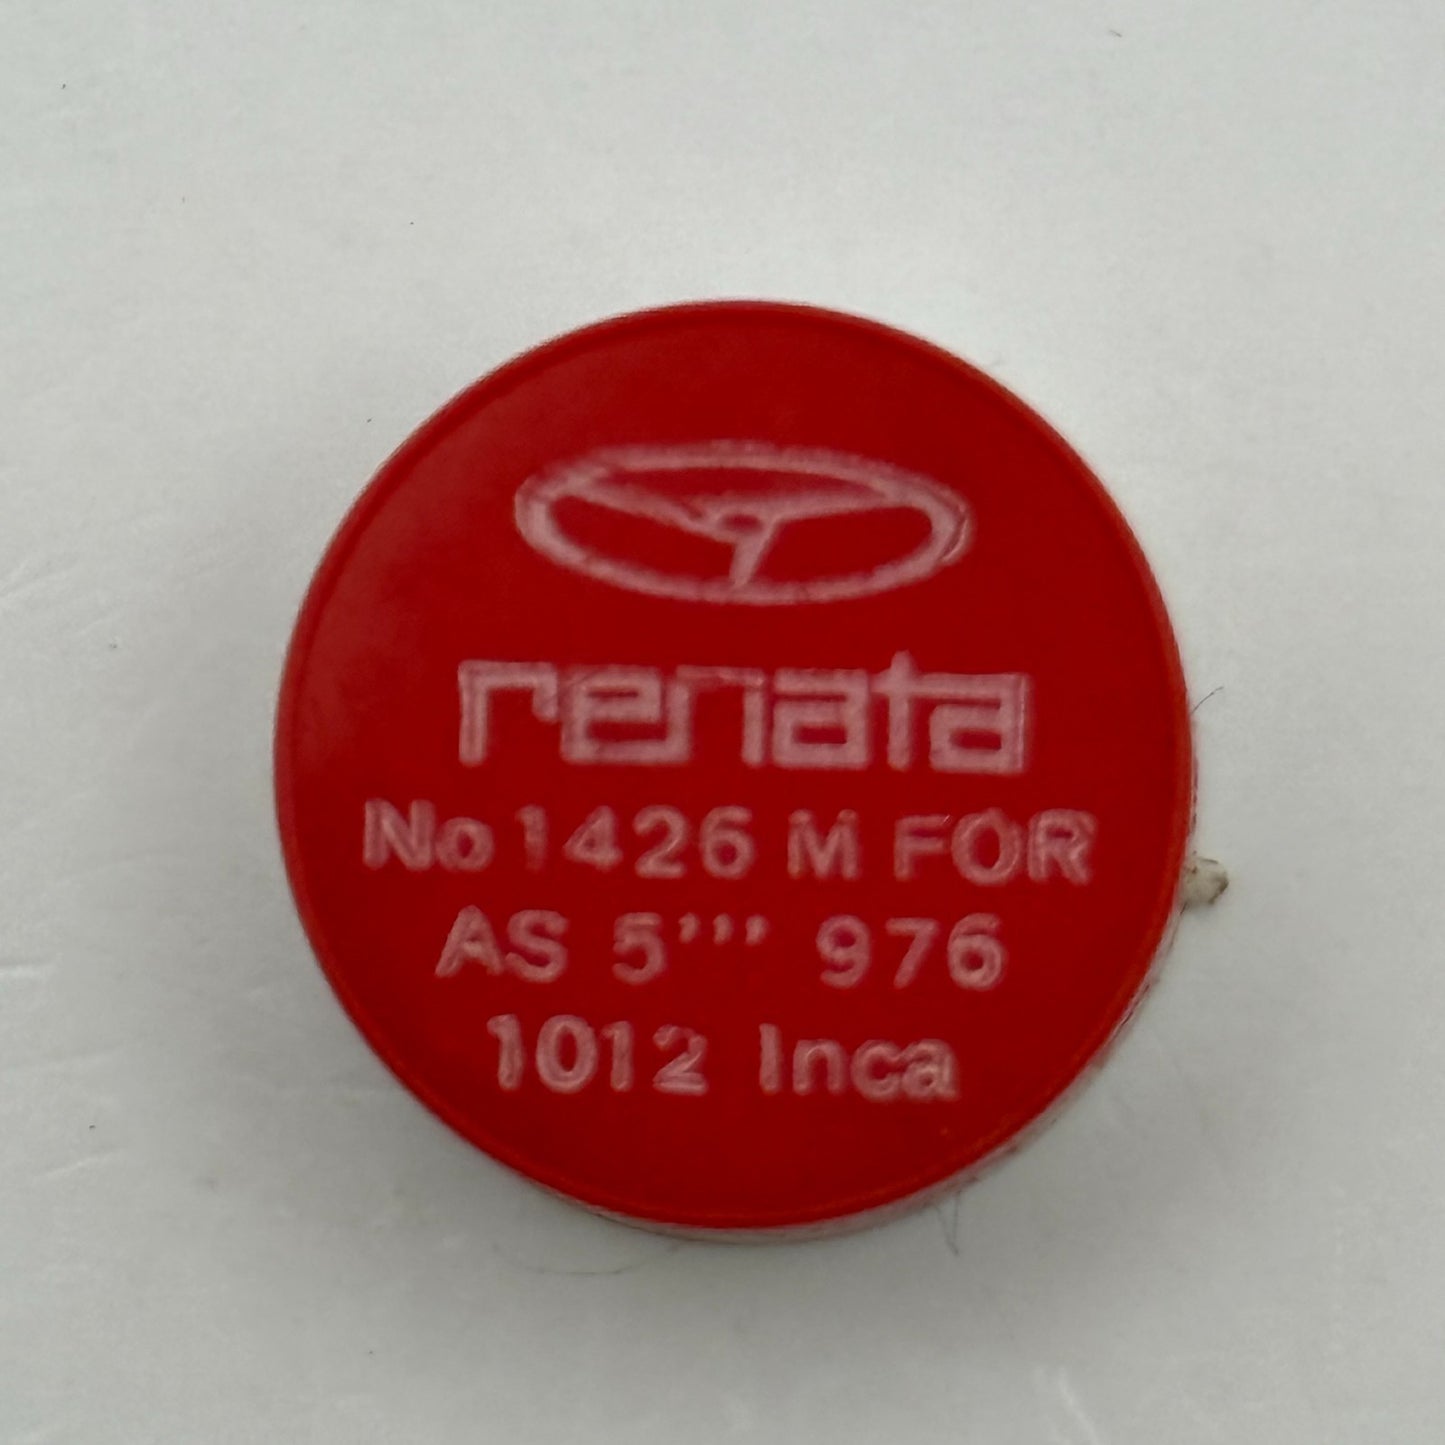 renata
No 1426 M FOR
AS 5''' 976
1012 Inca